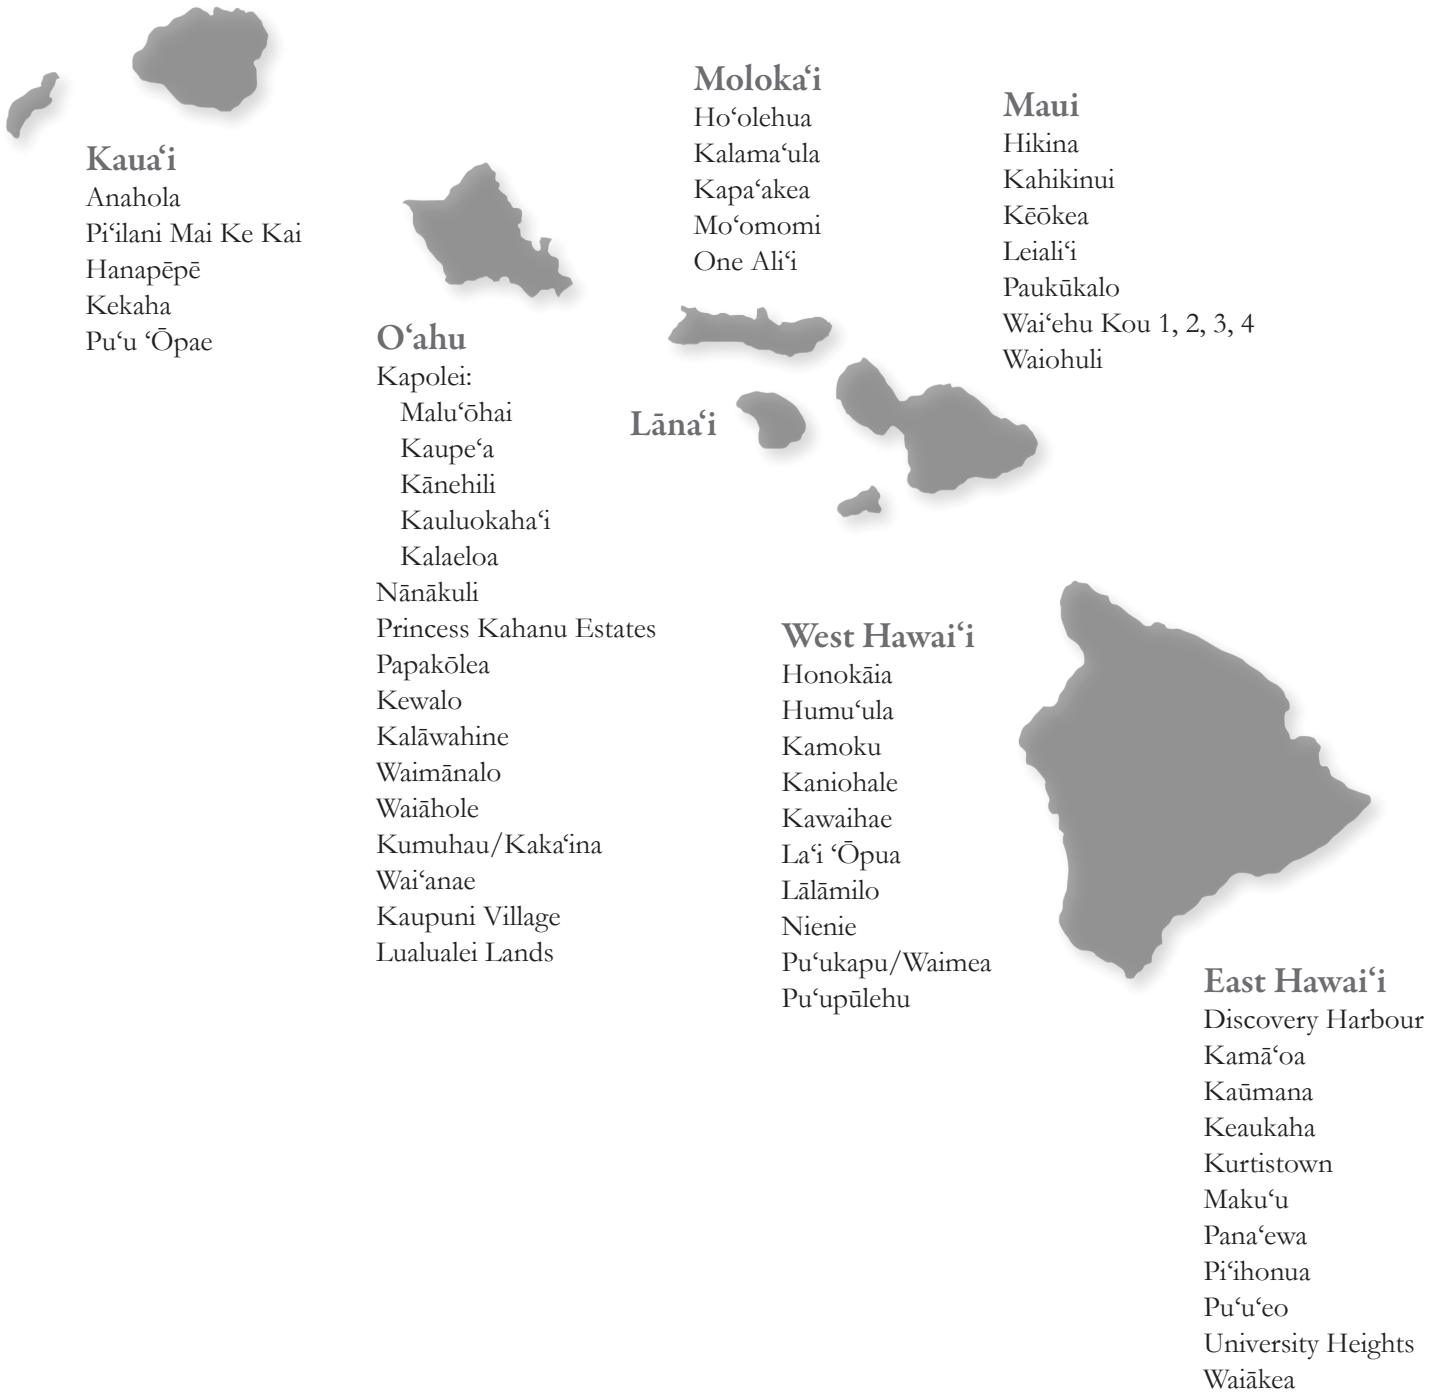 Kauaʻi
Anahola
Piʻilani Mai Ke Kai
Hanapēpē
Kekaha
Puʻu ʻŌpae
Oʻahu
Kapolei:
Maluʻōhai
Kaupeʻa
Kānehili
Kauluokahaʻi
Kalaeloa
Nānākuli
Princess Kahanu Estates
Papakōlea
Kewalo
Kalāwahine
Waimānalo
Waiāhole
Kumuhau/Kakaʻina
Waiʻanae
Kaupuni Village
Lualualei Lands
Molokaʻi
Hoʻolehua
Kalamaʻula
Kapaʻakea
Moʻomomi
One Aliʻi
Lānaʻi
Maui
Hikina
Kahikinui
Kēōkea
Leialiʻi
Paukūkalo
Waiʻehu Kou 1, 2, 3, 4
Waiohuli
West Hawaiʻi
Honokāia
Humuʻula
Kamoku
Kaniohale
Kawaihae
Laʻi ʻŌpua
Lālāmilo
Nienie
Puʻukapu/Waimea
Puʻupūlehu
East Hawaiʻi
Discovery Harbour
Kamāʻoa
Kaūmana
Keaukaha
Kurtistown
Makuʻu
Panaʻewa
Piʻihonua
Puʻuʻeo
University Heights
Waiākea